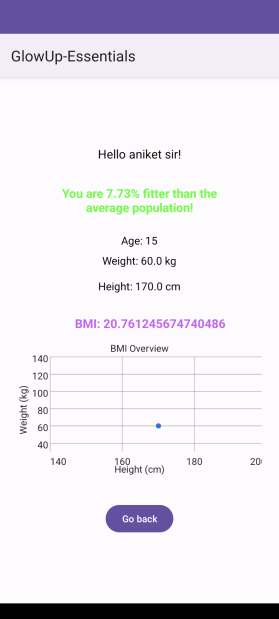 GlowUp-Essentials
Hello aniket sir!
You are 7.73% fitter than the
average population!
Age: 15
Weight: 60.0 kg
Height: 170.0 cm
BMI: 20.761245674740486
BMI Overview
Weight (kg)
140
120
100
80
60
40
140 160 180 20
Height (cm)
Go back